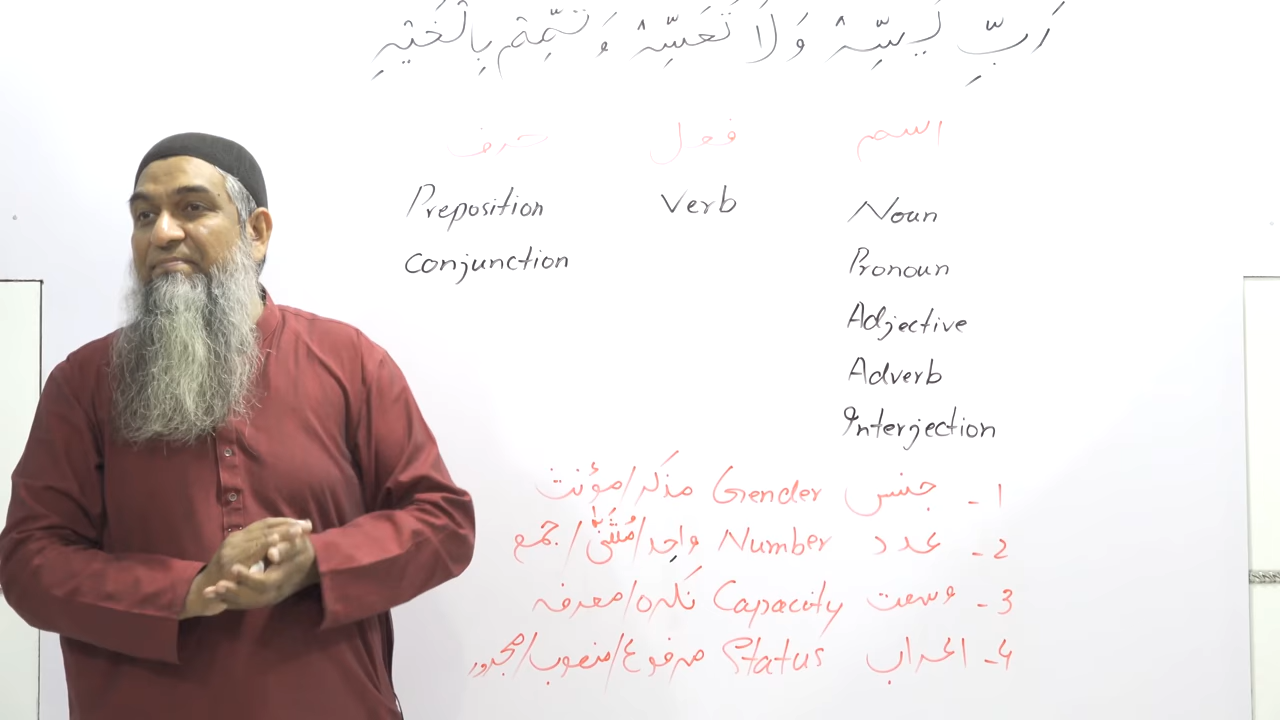 رَبِّ يَسِّرْ وَلَا تُعَسِّرْ وَتَمِّمْ بِالْخَيْرِ
اسم فعل حرف
Noun Verb Preposition
Pronoun conjunction
Adjective
Adverb
Interjection
1- جنس Gender مذکر/مؤنث
2- عدد Number واحد/مُثَنّٰی/جمع
3- وسعت Capacity نکرہ/معرفہ
4- اعراب Status مرفوع/منصوب/مجرور